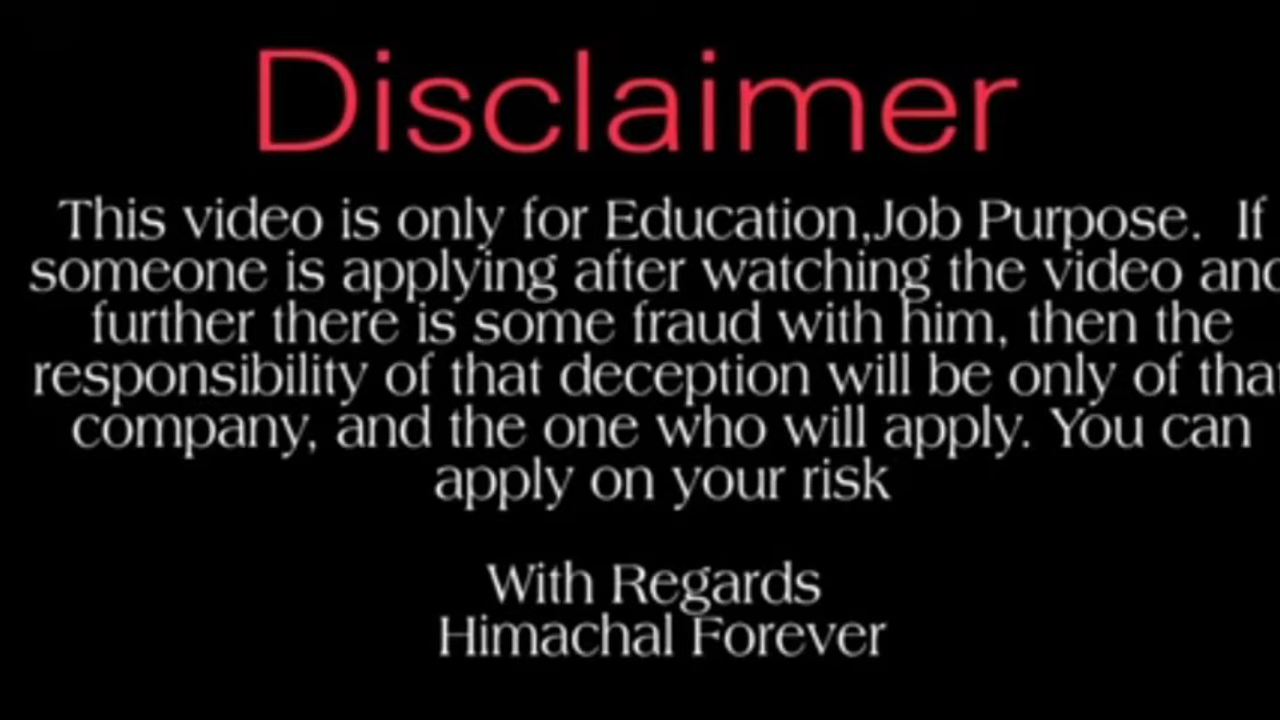 Disclaimer
This video is only for Education,Job Purpose. If
someone is applying after watching the video and
further there is some fraud with him, then the
responsibility of that deception will be only of that
company, and the one who will apply. You can
apply on your risk
With Regards
Himachal Forever